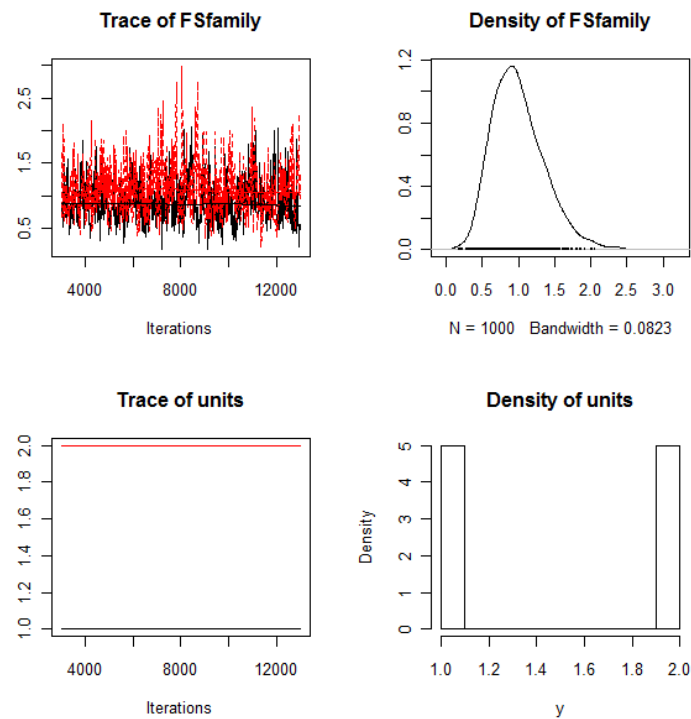 Trace of FSfamily
2.5
1.5
0.5
4000 8000 12000
Iterations
Density of FSfamily
1.2
0.8
0.4
0.0
0.0 0.5 1.0 1.5 2.0 2.5 3.0
N = 1000 Bandwidth = 0.0823
Trace of units
2.0
1.8
1.6
1.4
1.2
1.0
4000 8000 12000
Iterations
Density of units
Density
5
4
3
2
1
0
1.0 1.2 1.4 1.6 1.8 2.0
y